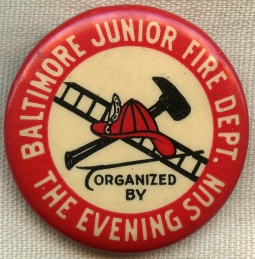 BALTIMORE JUNIOR FIRE DEPT.
ORGANIZED
BY
THE EVENING SUN